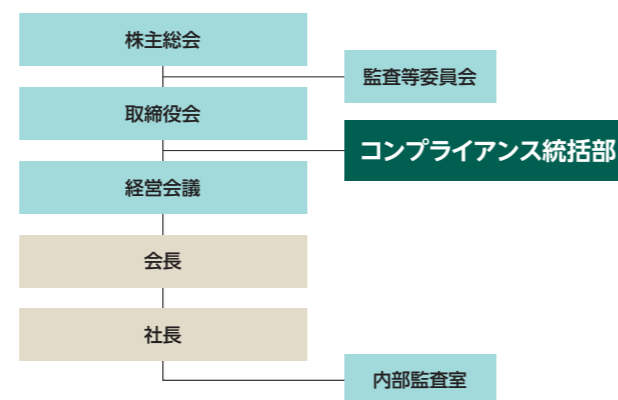 株主総会
監査等委員会
取締役会
コンプライアンス統括部
経営会議
会長
社長
内部監査室